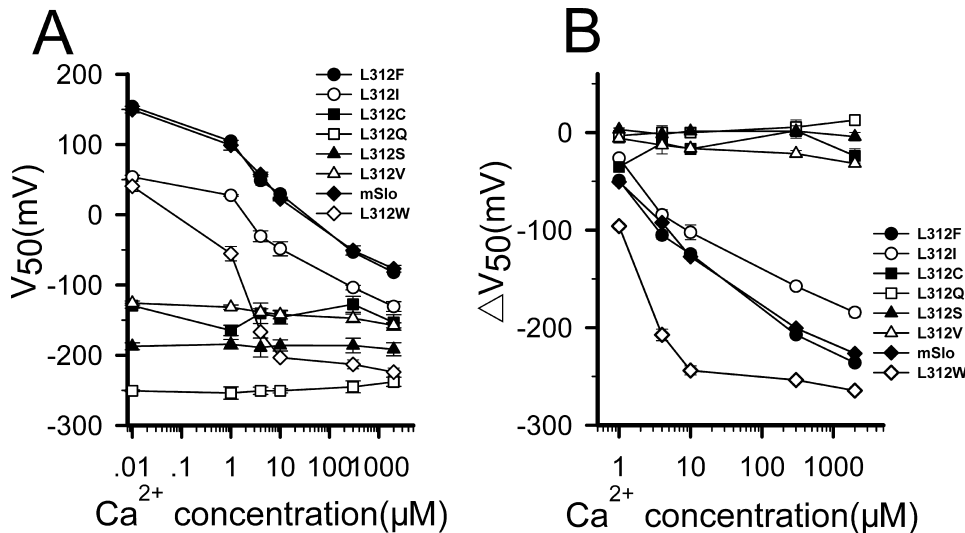 A
V50(mV)
200
100
0
-100
-200
-300
L312F
L312I
L312C
L312Q
L312S
L312V
mSlo
L312W
.01 .1 1 10 100 1000
Ca2+ concentration(µM)
B
△V50(mV)
0
-100
-200
-300
L312F
L312I
L312C
L312Q
L312S
L312V
mSlo
L312W
1 10 100 1000
Ca2+ concentration(µM)